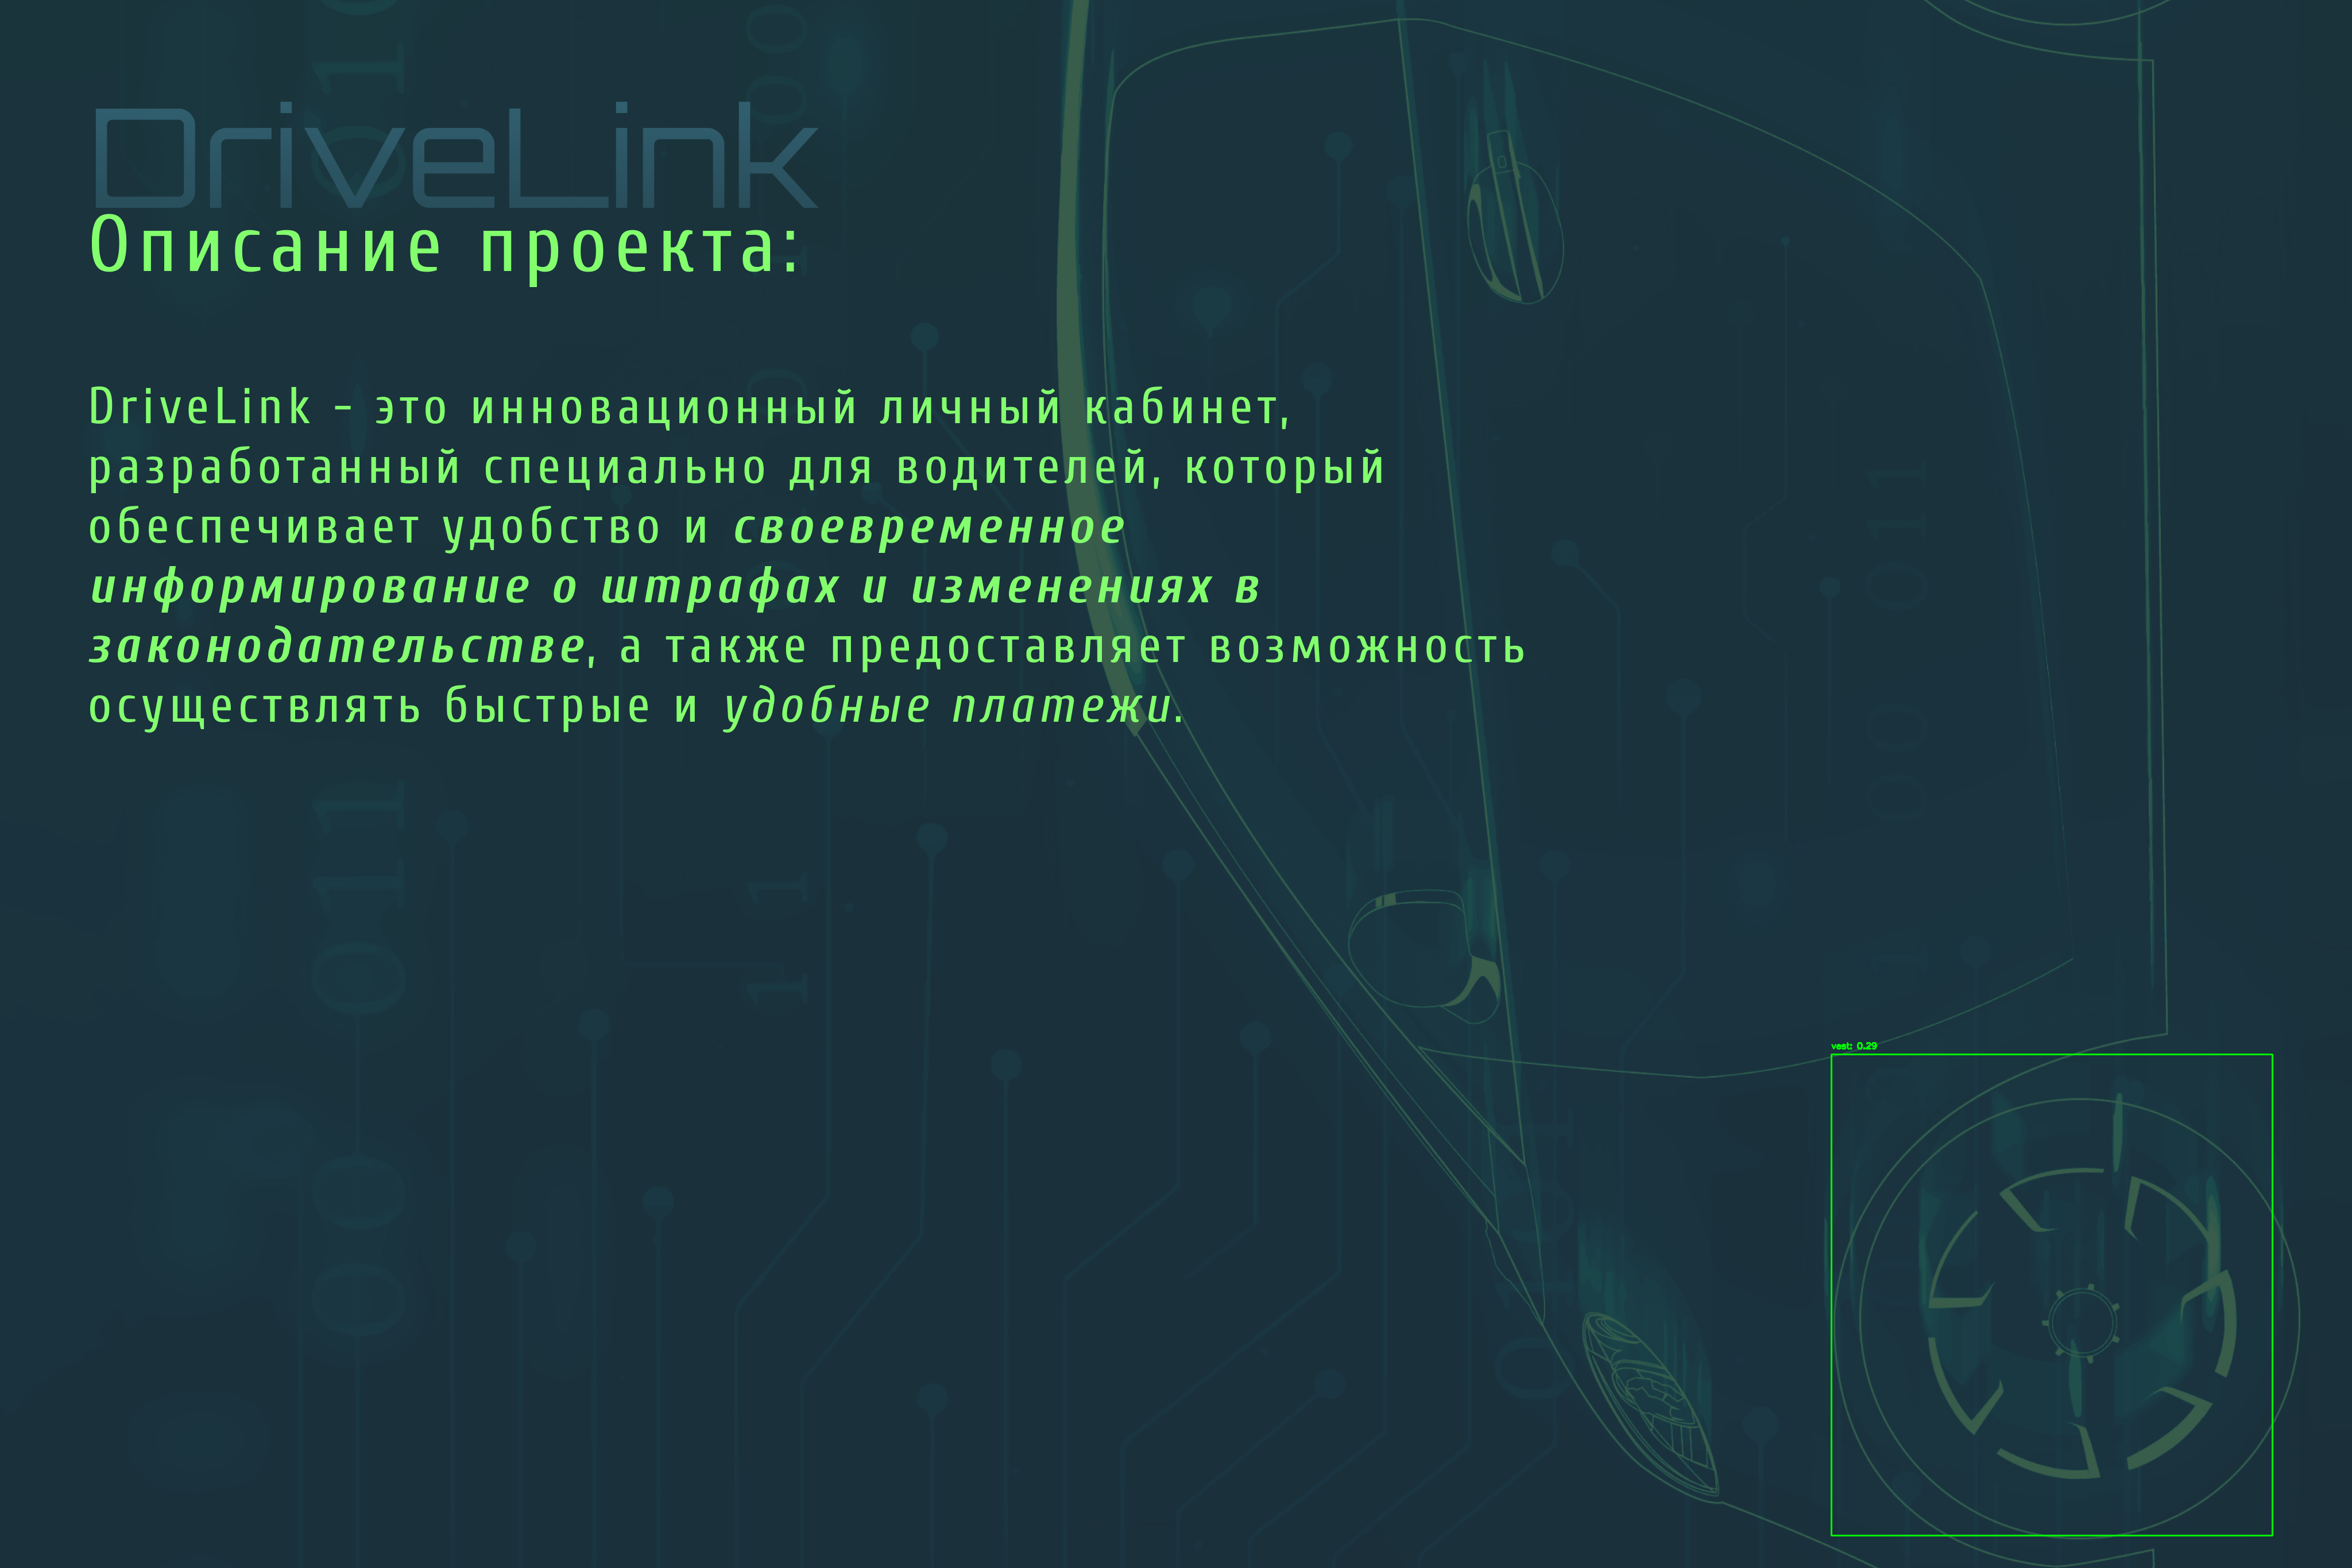 DriveLink
Описание проекта:
DriveLink - это инновационный личный кабинет,
разработанный специально для водителей, который
обеспечивает удобство и своевременное
информирование о штрафах и изменениях в
законодательстве, а также предоставляет возможность
осуществлять быстрые и удобные платежи.
vest: 0.29